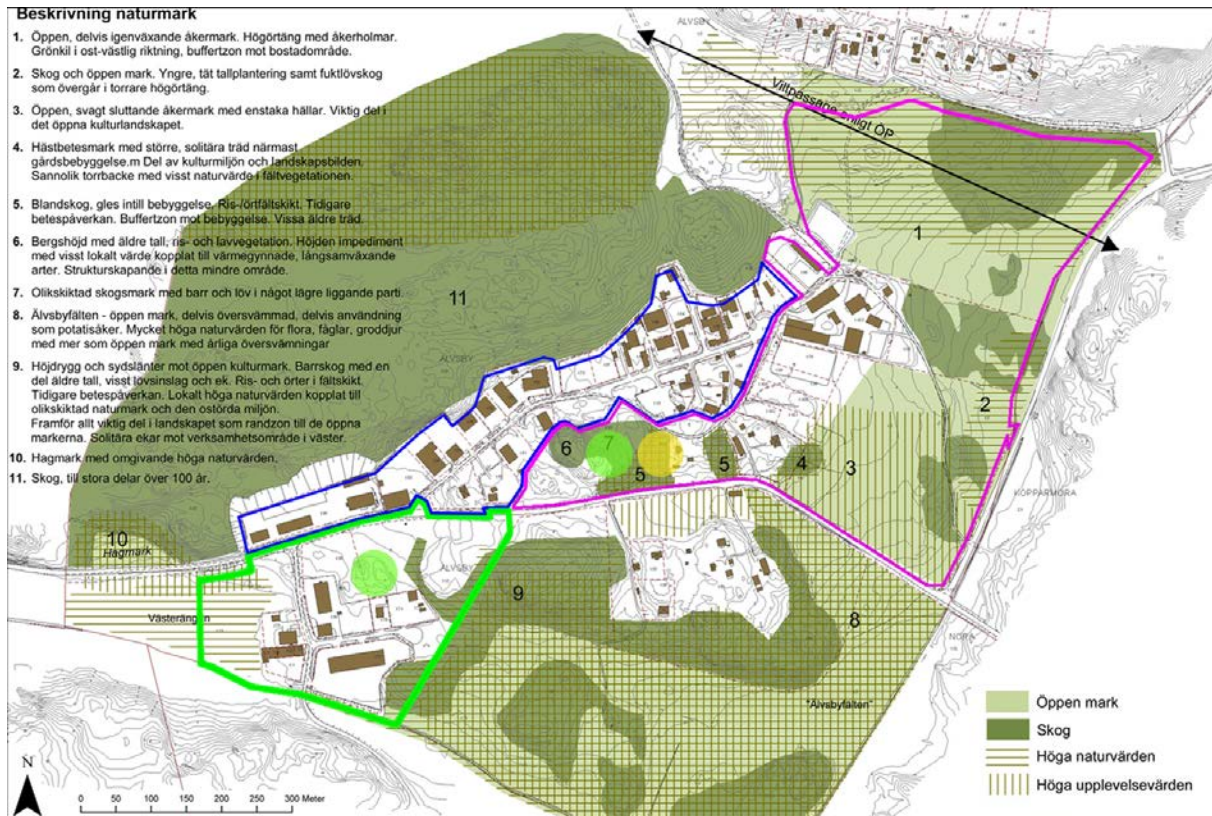 Beskrivning naturmark
1. Öppen, delvis igenväxande åkermark. Högörtäng med åkerholmar.
Grönkil i ost-västlig riktning, buffertzon mot bostadområde.
2. Skog och öppen mark. Yngre, tät tallplantering samt fuktlövskog
som övergår i torrare högörtäng.
3. Öppen, svagt sluttande åkermark med enstaka hällar. Viktig del i
det öppna kulturlandskapet.
4. Hästbetesmark med större, solitära träd närmast
gårdsbebyggelse.m Del av kulturmiljön och landskapsbilden.
Sannolik torrbacke med visst naturvärde i fältvegetationen.
5. Blandskog, gles intill bebyggelse. Ris-/örtfältskikt. Tidigare
betespåverkan. Buffertzon mot bebyggelse. Vissa äldre träd.
6. Bergshöjd med äldre tall, ris- och lavvegetation. Höjden impediment
med visst lokalt värde kopplat till värmegynnade, långsamväxande
arter. Strukturskapande i detta mindre område.
7. Olikskiktad skogsmark med barr och löv i något lägre liggande parti.
8. Älvsbyfälten - öppen mark, delvis översvämmad, delvis användning
som potatisåker. Mycket höga naturvärden för flora, fåglar, groddjur
med mer som öppen mark med årliga översvämningar
9. Höjdrygg och sydslänter mot öppen kulturmark. Barrskog med en
del äldre tall, visst lövsinslag och ek. Ris- och örter i fältskikt.
Tidigare betespåverkan. Lokalt höga naturvärden kopplat till
olikskiktad naturmark och den ostörda miljön.
Framför allt viktig del i landskapet som randzon till de öppna
markerna. Solitära ekar mot verksamhetsområde i väster.
10. Hagmark med omgivande höga naturvärden.
11. Skog, till stora delar över 100 år.
ÄLVSBY
Viltpassage enligt ÖP
1
11
ÄLVSBY
2
6
7
5
5
4
3
KOPPARMORA
10
Hagmark
ÄLVSBY
9
8
Västerängen
NORA
"Älvsbyfälten"
Öppen mark
Skog
Höga naturvärden
Höga upplevelsevärden
N
0 50 100 150 200 300 Meter